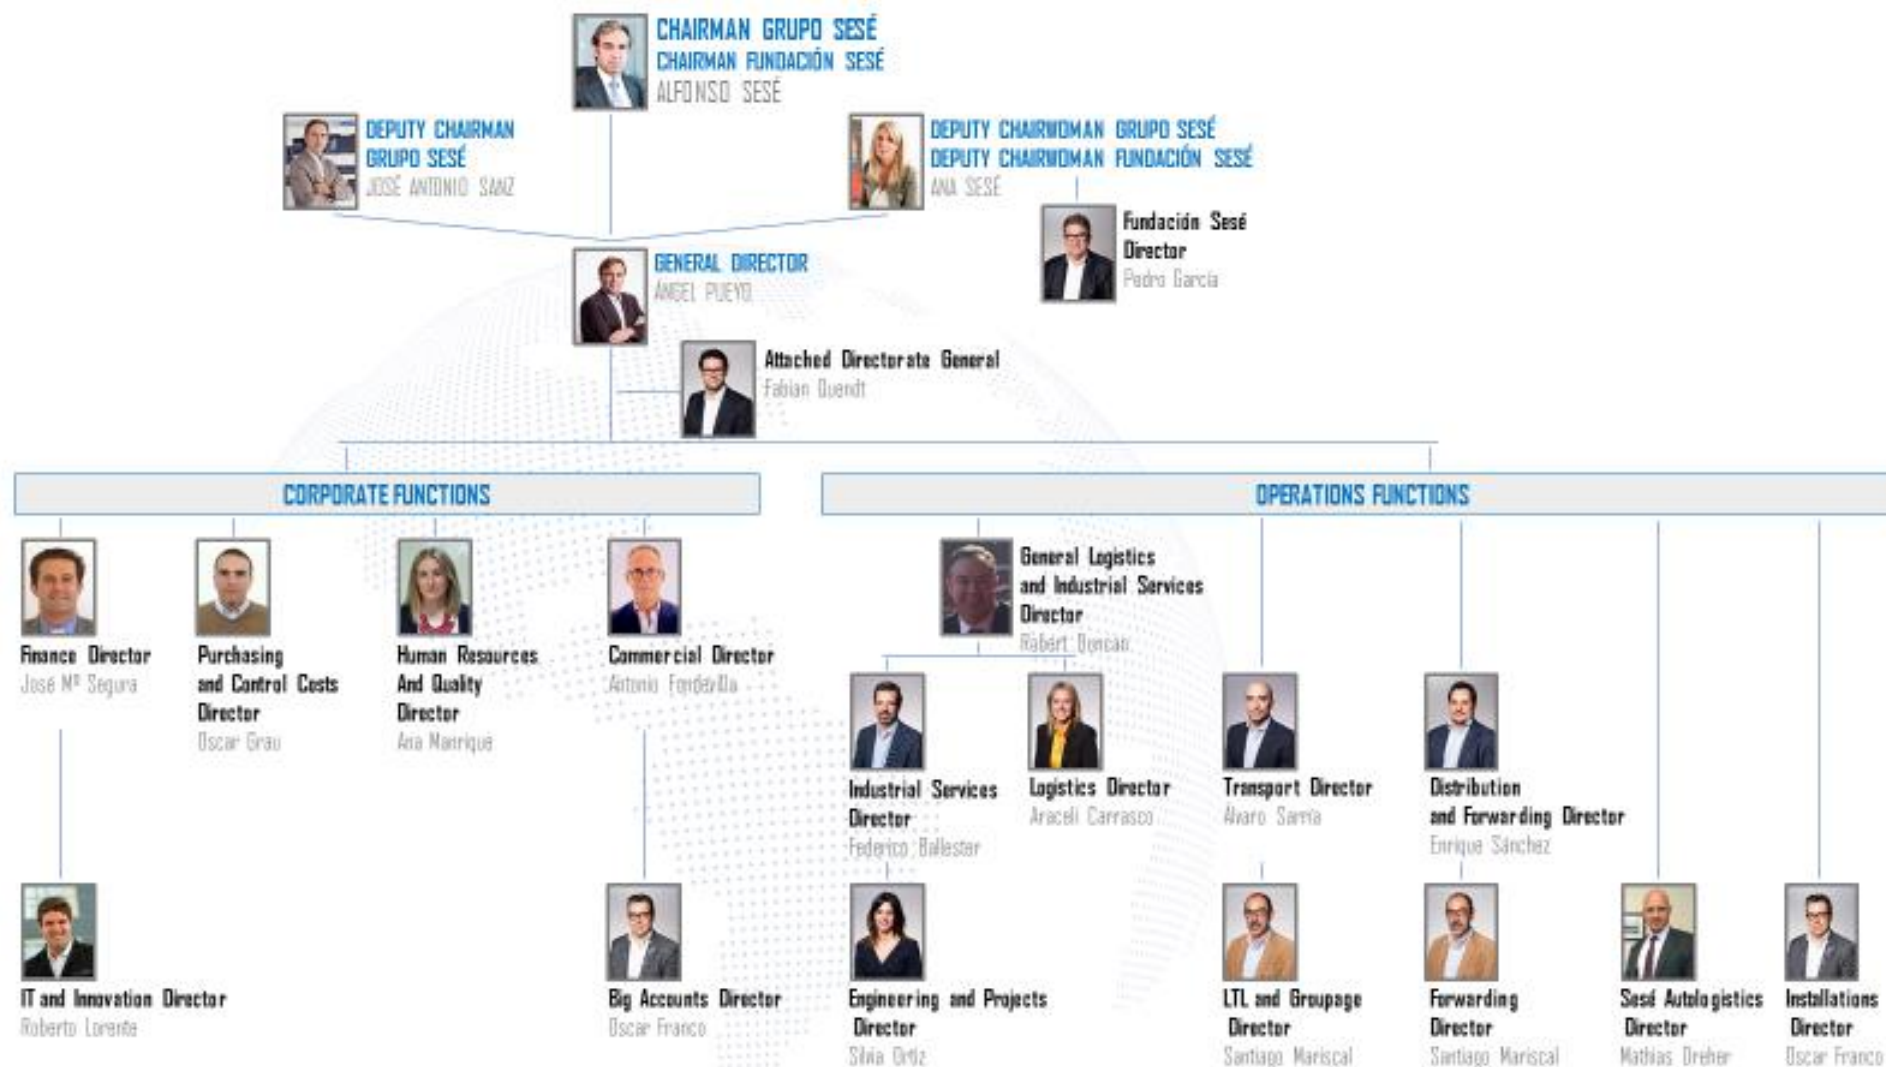 CHAIRMAN GRUPO SESÉ
CHAIRMAN FUNDACIÓN SESÉ
ALFONSO SESÉ
DEPUTY CHAIRMAN
GRUPO SESÉ
JOSÉ ANTONIO SANZ
DEPUTY CHAIRWOMAN GRUPO SESÉ
DEPUTY CHAIRWOMAN FUNDACIÓN SESÉ
ANA SESÉ
Fundación Sesé
Director
Pedro García
GENERAL DIRECTOR
ÁNGEL PUEYO
Attached Directorate General
Fabian Quendt
CORPORATE FUNCTIONS
Finance Director
José Mª Segura
Purchasing
and Control Costs
Director
Oscar Grau
Human Resources
And Quality
Director
Ana Manrique
Commercial Director
Antonio Fondevilla
IT and Innovation Director
Roberto Lorente
Big Accounts Director
Oscar Franco
OPERATIONS FUNCTIONS
General Logistics
and Industrial Services
Director
Robert Duncan
Industrial Services
Director
Federico Ballester
Logistics Director
Araceli Carrasco
Transport Director
Álvaro Sarría
Distribution
and Forwarding Director
Enrique Sánchez
Engineering and Projects
Director
Silvia Ortiz
LTL and Groupage
Director
Santiago Mariscal
Forwarding
Director
Santiago Mariscal
Sesé Autologistics
Director
Mathias Dreher
Installations
Director
Oscar Franco